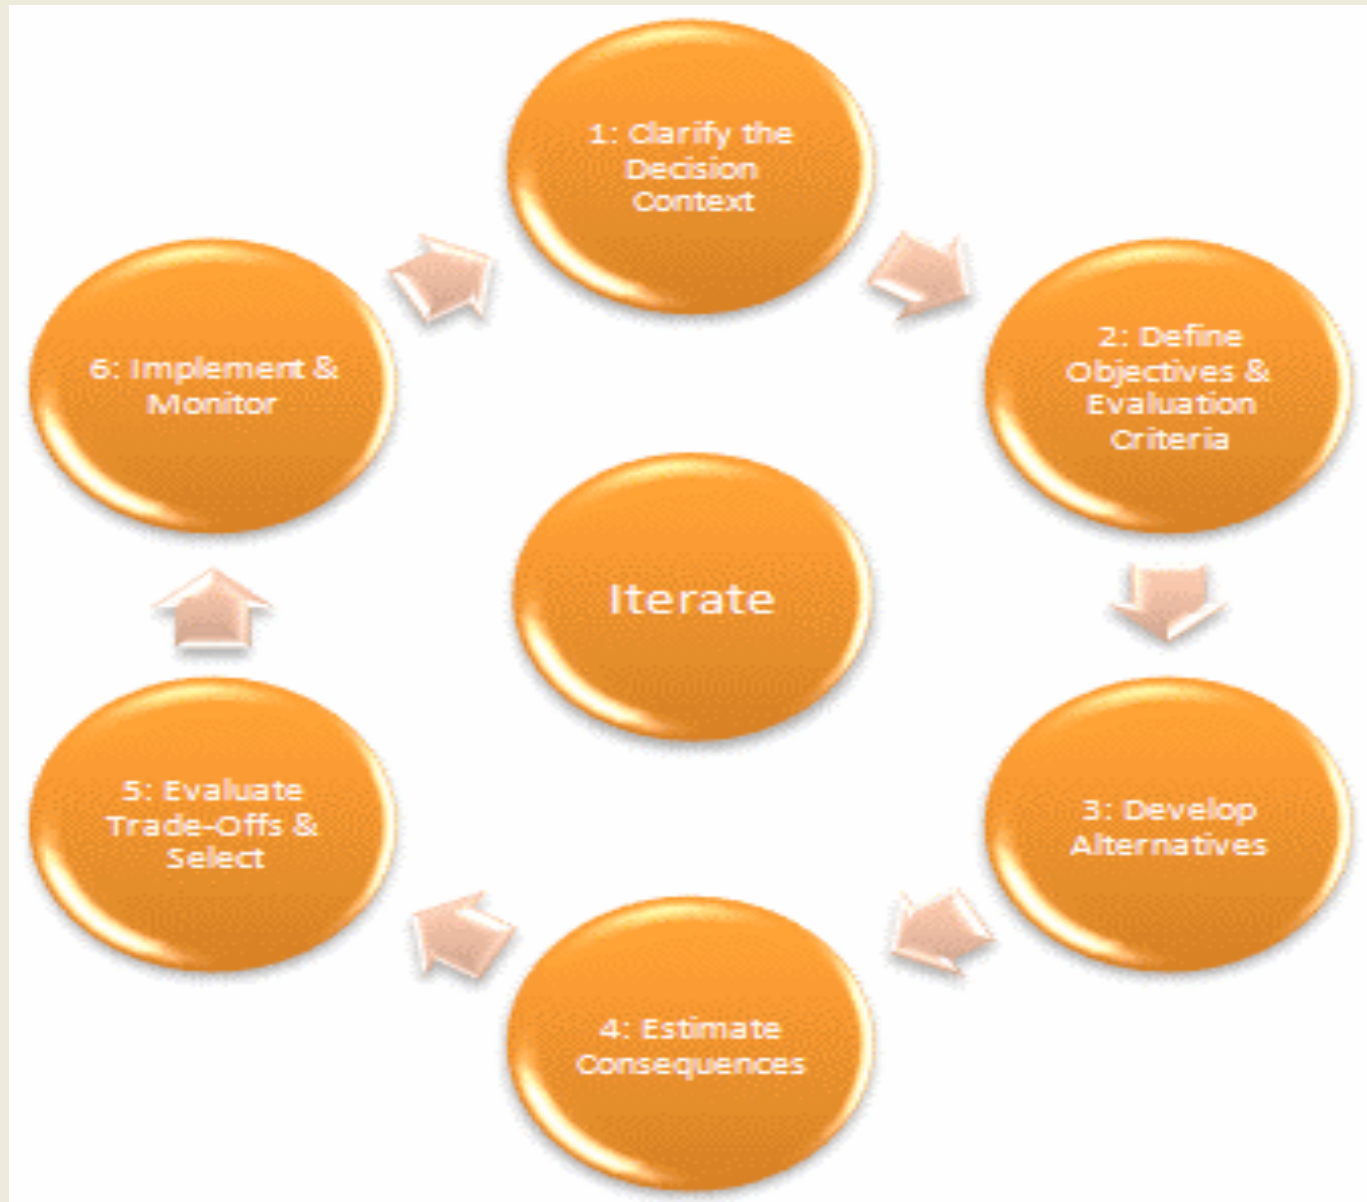 1: Clarify the
Decision
Context
2: Define
Objectives &
Evaluation
Criteria
3: Develop
Alternatives
4: Estimate
Consequences
5: Evaluate
Trade-Offs &
Select
6: Implement &
Monitor
Iterate